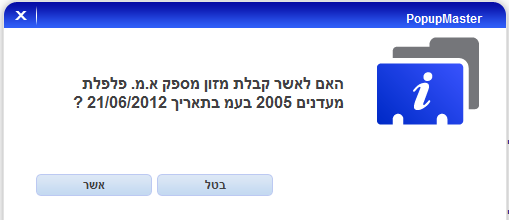 PopupMaster
האם לאשר קבלת מזון מספק א.מ. פלפלת
מעדנים 2005 בעמ בתאריך 21/06/2012 ?
בטל
אשר